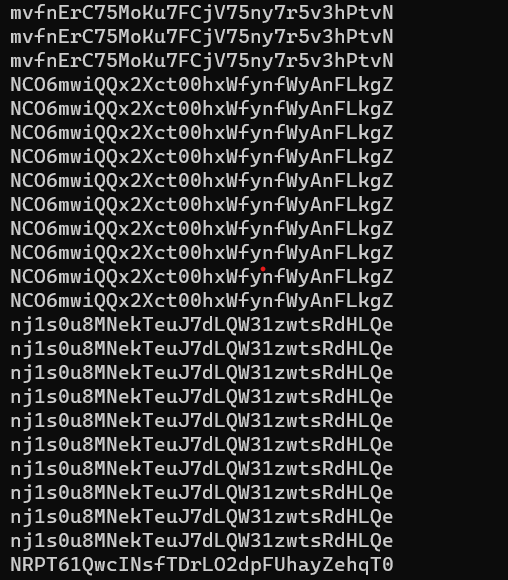 mvfnErC75MoKu7FCjV75ny7r5v3hPtvN
mvfnErC75MoKu7FCjV75ny7r5v3hPtvN
mvfnErC75MoKu7FCjV75ny7r5v3hPtvN
NCO6mwiQQx2Xct00hxWfynfWyAnFLkgZ
NCO6mwiQQx2Xct00hxWfynfWyAnFLkgZ
NCO6mwiQQx2Xct00hxWfynfWyAnFLkgZ
NCO6mwiQQx2Xct00hxWfynfWyAnFLkgZ
NCO6mwiQQx2Xct00hxWfynfWyAnFLkgZ
NCO6mwiQQx2Xct00hxWfynfWyAnFLkgZ
NCO6mwiQQx2Xct00hxWfynfWyAnFLkgZ
NCO6mwiQQx2Xct00hxWfynfWyAnFLkgZ
NCO6mwiQQx2Xct00hxWfynfWyAnFLkgZ
NCO6mwiQQx2Xct00hxWfynfWyAnFLkgZ
nj1s0u8MNekTeuJ7dLQW31zwtsRdHLQe
nj1s0u8MNekTeuJ7dLQW31zwtsRdHLQe
nj1s0u8MNekTeuJ7dLQW31zwtsRdHLQe
nj1s0u8MNekTeuJ7dLQW31zwtsRdHLQe
nj1s0u8MNekTeuJ7dLQW31zwtsRdHLQe
nj1s0u8MNekTeuJ7dLQW31zwtsRdHLQe
nj1s0u8MNekTeuJ7dLQW31zwtsRdHLQe
nj1s0u8MNekTeuJ7dLQW31zwtsRdHLQe
nj1s0u8MNekTeuJ7dLQW31zwtsRdHLQe
nj1s0u8MNekTeuJ7dLQW31zwtsRdHLQe
NRPT61QwcINsfTDrLO2dpFUhayZehqT0